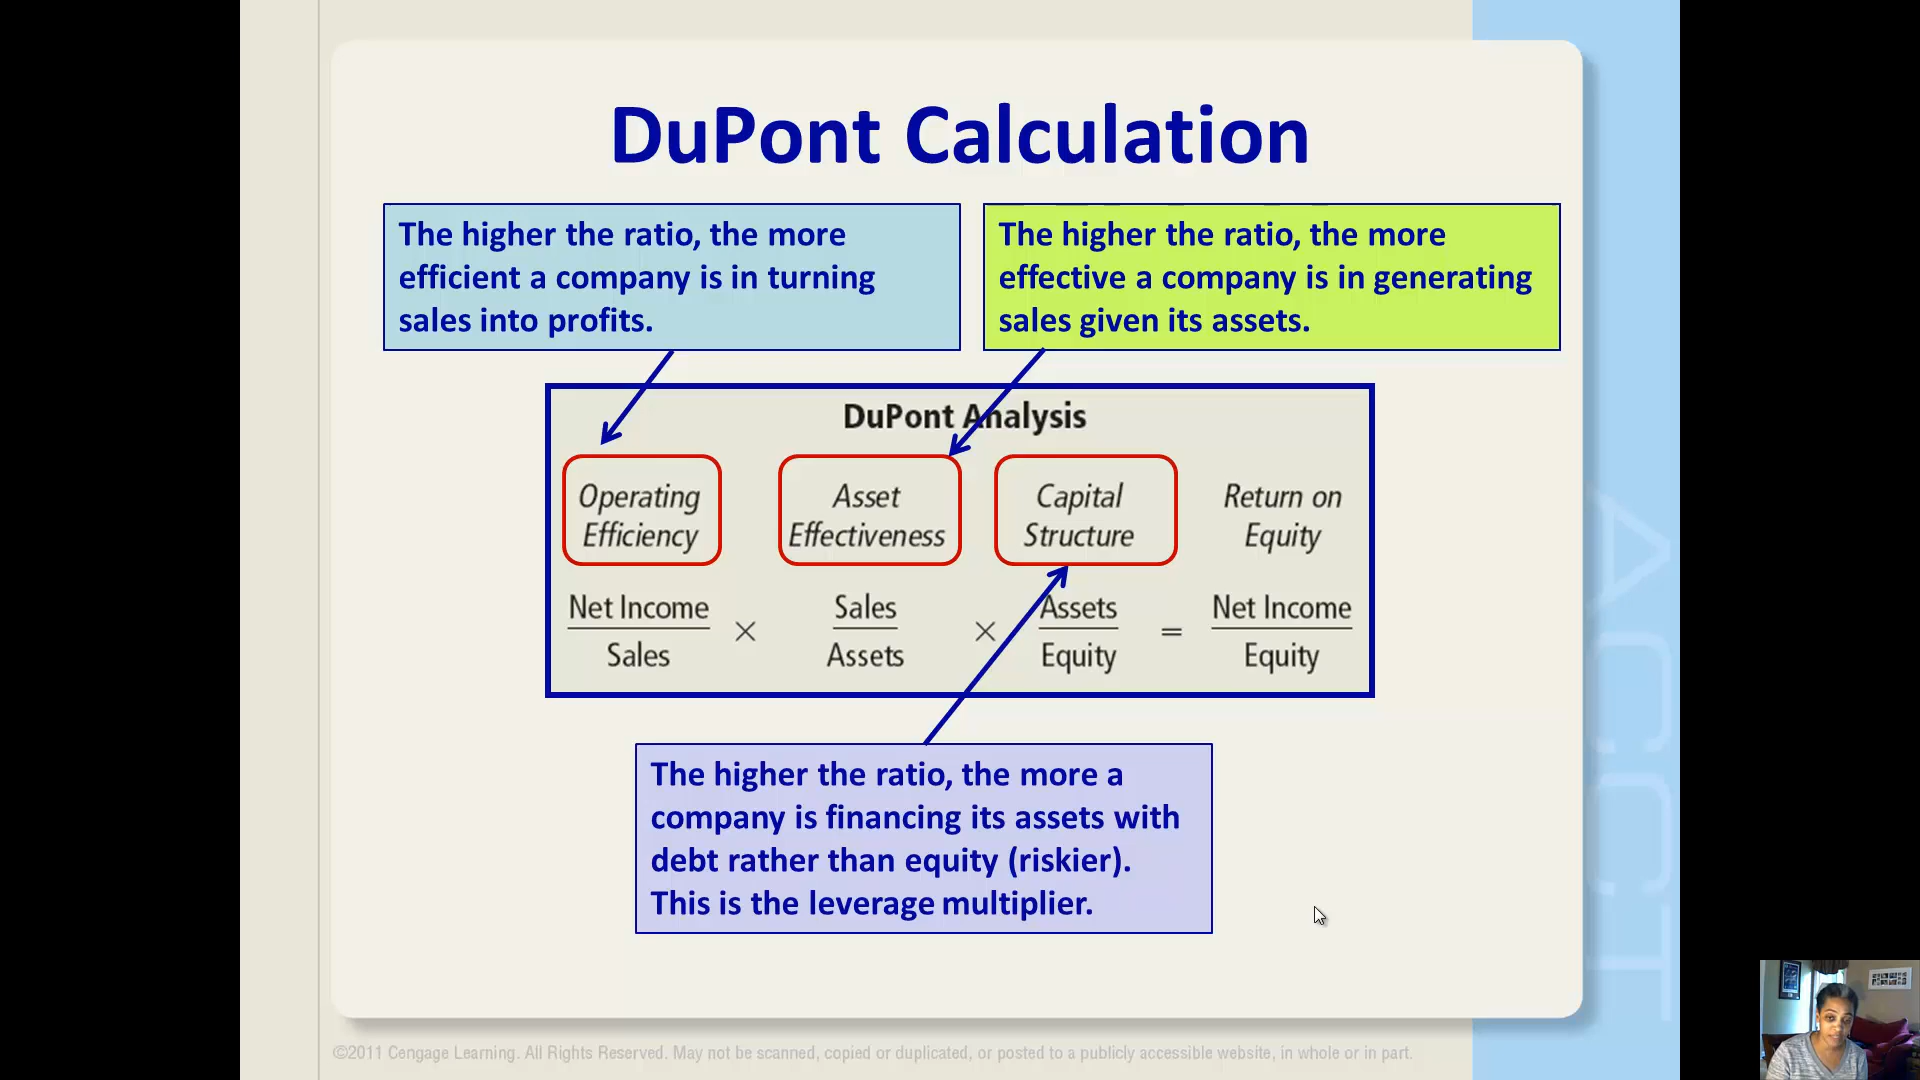 DuPont Calculation
The higher the ratio, the more
efficient a company is in turning
sales into profits.
The higher the ratio, the more
effective a company is in generating
sales given its assets.
DuPont Analysis
Operating
Efficiency
Asset
Effectiveness
Capital
Structure
Return on
Equity
Net Income
Sales
×
Sales
Assets
×
Assets
Equity
=
Net Income
Equity
The higher the ratio, the more a
company is financing its assets with
debt rather than equity (riskier).
This is the leverage multiplier.
ACCT
©2011 Cengage Learning. All Rights Reserved. May not be scanned, copied or duplicated, or posted to a publicly accessible website, in whole or in part.